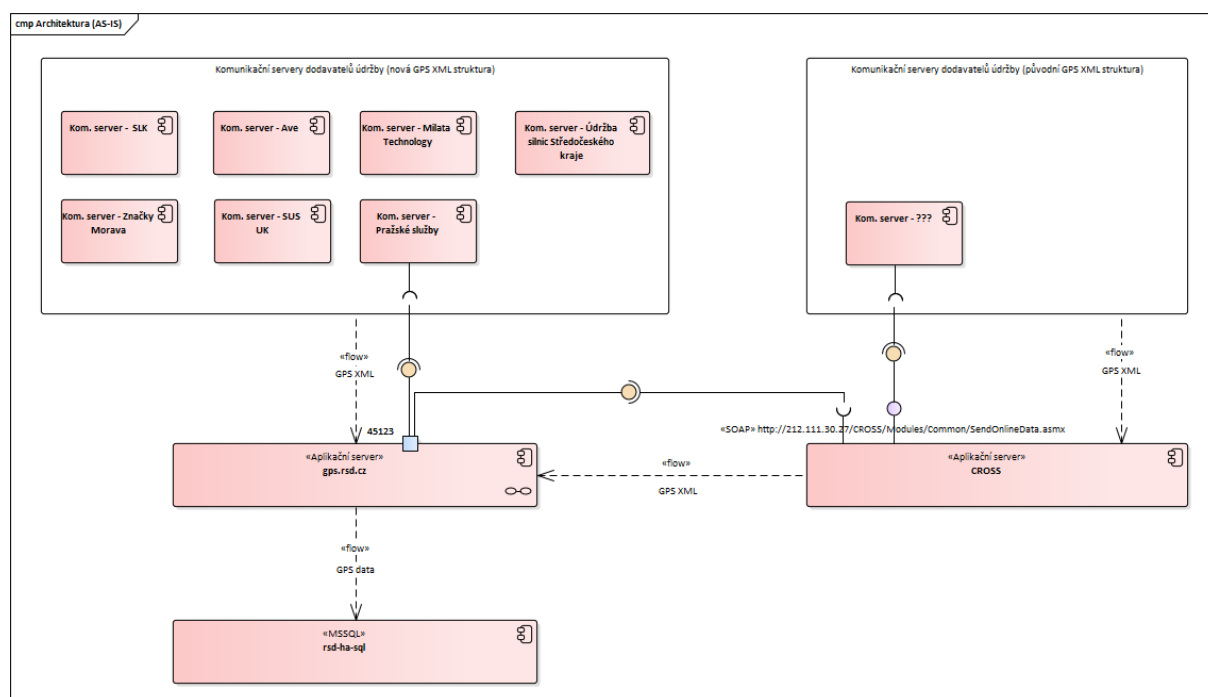 cmp Architektura (AS-IS)
Komunikační servery dodavatelů údržby (nová GPS XML struktura)
Kom. server -  SLK
Kom. server - Ave
Kom. server - Milata
Technology
Kom. server - Údržba
silnic Středočeského
kraje
Kom. server - Značky
Morava
Kom. server - SUS
UK
Kom. server -
Pražské služby
Komunikační servery dodavatelů údržby (původní GPS XML struktura)
Kom. server - ???
«flow»
GPS XML
«flow»
GPS XML
45123
«SOAP» http://212.111.30.27/CROSS/Modules/Common/SendOnlineData.asmx
«Aplikační server»
gps.rsd.cz
«flow»
GPS XML
«Aplikační server»
CROSS
«flow»
GPS data
«MSSQL»
rsd-ha-sql